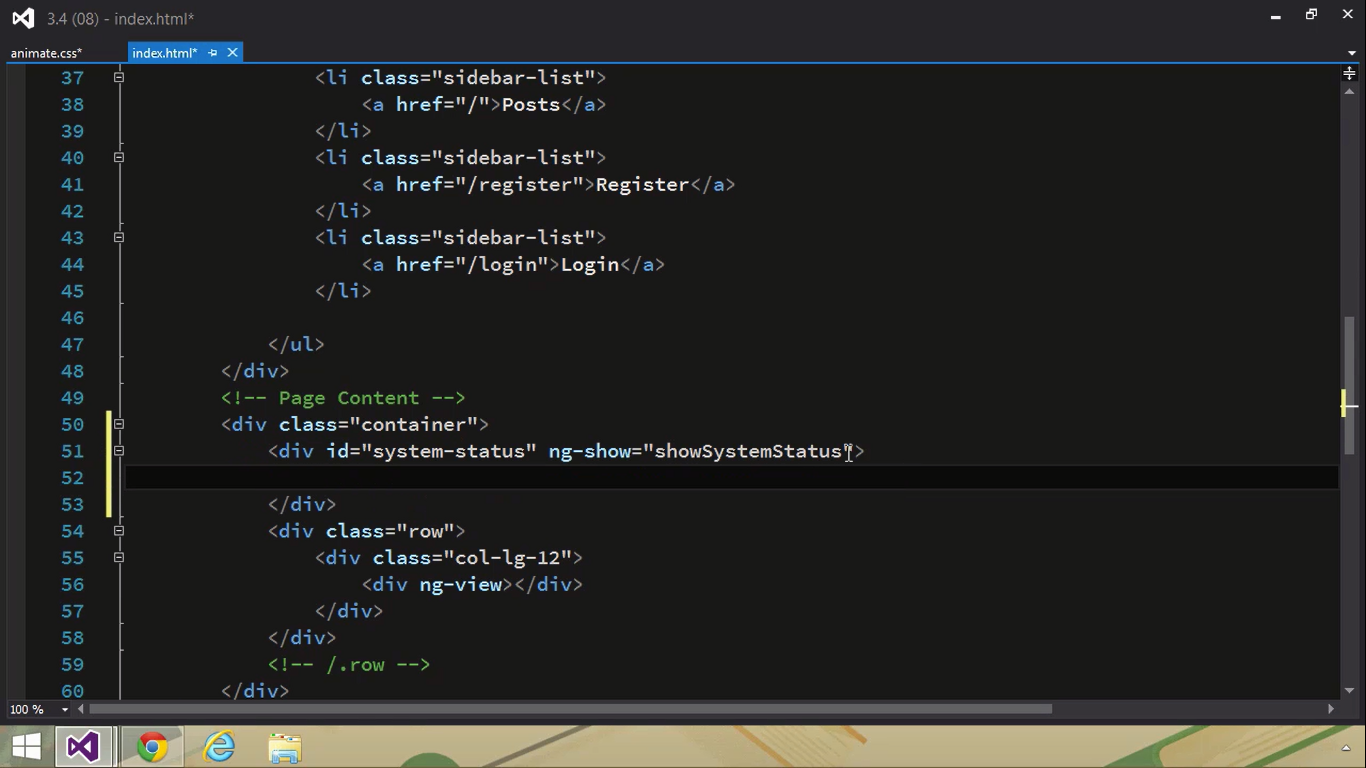 3.4 (08) - index.html*
animate.css*
index.html*
37 <li class="sidebar-list">
38 <a href="/">Posts</a>
39 </li>
40 <li class="sidebar-list">
41 <a href="/register">Register</a>
42 </li>
43 <li class="sidebar-list">
44 <a href="/login">Login</a>
45 </li>
46
47 </ul>
48 </div>
49 <!-- Page Content -->
50 <div class="container">
51 <div id="system-status" ng-show="showSystemStatus">
52
53 </div>
54 <div class="row">
55 <div class="col-lg-12">
56 <div ng-view></div>
57 </div>
58 </div>
59 <!-- /.row -->
60 </div>
100 %